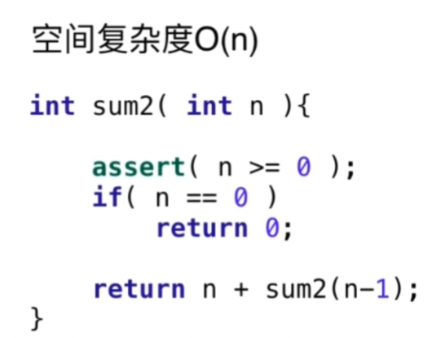 空间复杂度O(n)
int sum2( int n ){
    assert( n >= 0 );
    if( n == 0 )
        return 0;
    return n + sum2(n-1);
}